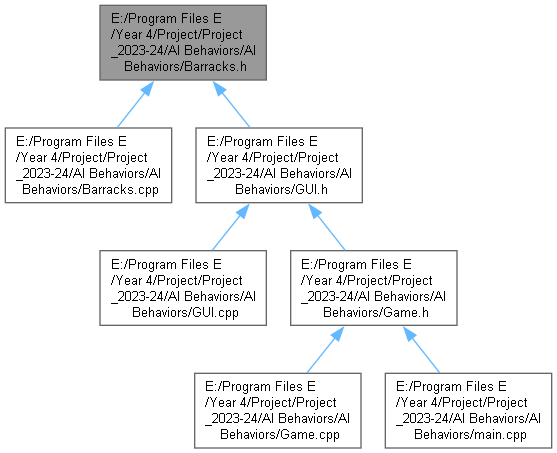 E:/Program Files E
/Year 4/Project/Project
_2023-24/AI Behaviors/AI
Behaviors/Barracks.h
E:/Program Files E
/Year 4/Project/Project
_2023-24/AI Behaviors/AI
Behaviors/Barracks.cpp
E:/Program Files E
/Year 4/Project/Project
_2023-24/AI Behaviors/AI
Behaviors/GUI.h
E:/Program Files E
/Year 4/Project/Project
_2023-24/AI Behaviors/AI
Behaviors/GUI.cpp
E:/Program Files E
/Year 4/Project/Project
_2023-24/AI Behaviors/AI
Behaviors/Game.h
E:/Program Files E
/Year 4/Project/Project
_2023-24/AI Behaviors/AI
Behaviors/Game.cpp
E:/Program Files E
/Year 4/Project/Project
_2023-24/AI Behaviors/AI
Behaviors/main.cpp